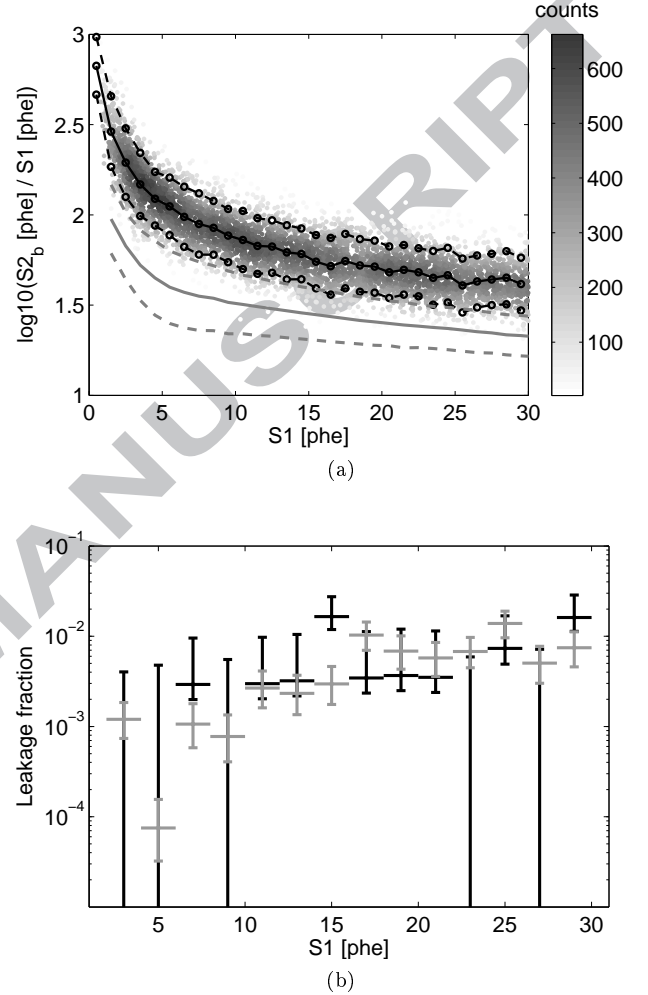 counts
3
2.5
2
1.5
1
log10(S2_b [phe] / S1 [phe])
0 5 10 15 20 25 30
S1 [phe]
600
500
400
300
200
100
(a)
MANUSCRIPT
10^−1
10^−2
10^−3
10^−4
Leakage fraction
5 10 15 20 25 30
S1 [phe]
(b)